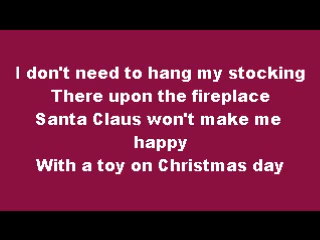 I don't need to hang my stocking
There upon the fireplace
Santa Claus won't make me
happy
With a toy on Christmas day